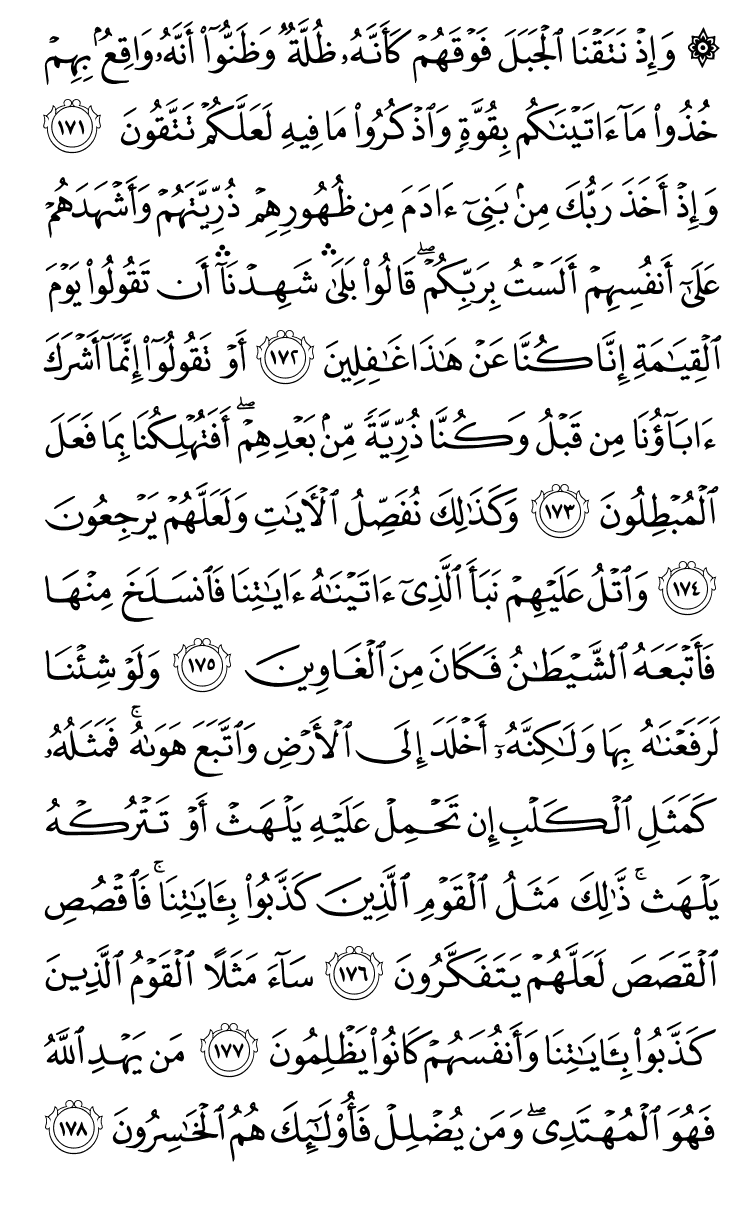 ۞ وَإِذۡ نَتَقۡنَا ٱلۡجَبَلَ فَوۡقَهُمۡ كَأَنَّهُۥ ظُلَّةٞ وَظَنُّوٓاْ أَنَّهُۥ وَاقِعُۢ بِهِمۡ
خُذُواْ مَآ ءَاتَيۡنَٰكُم بِقُوَّةٖ وَٱذۡكُرُواْ مَا فِيهِ لَعَلَّكُمۡ تَتَّقُونَ ١٧١
وَإِذۡ أَخَذَ رَبُّكَ مِنۢ بَنِيٓ ءَادَمَ مِن ظُهُورِهِمۡ ذُرِّيَّتَهُمۡ وَأَشۡهَدَهُمۡ
عَلَىٰٓ أَنفُسِهِمۡ أَلَسۡتُ بِرَبِّكُمۡۖ قَالُواْ بَلَىٰۛ شَهِدۡنَآۛ أَن تَقُولُواْ يَوۡمَ
ٱلۡقِيَٰمَةِ إِنَّا كُنَّا عَنۡ هَٰذَا غَٰفِلِينَ ١٧٢ أَوۡ تَقُولُوٓاْ إِنَّمَآ أَشۡرَكَ
ءَابَآؤُنَا مِن قَبۡلُ وَكُنَّا ذُرِّيَّةٗ مِّنۢ بَعۡدِهِمۡۖ أَفَتُهۡلِكُنَا بِمَا فَعَلَ
ٱلۡمُبۡطِلُونَ ١٧٣ وَكَذَٰلِكَ نُفَصِّلُ ٱلۡأٓيَٰتِ وَلَعَلَّهُمۡ يَرۡجِعُونَ
١٧٤ وَٱتۡلُ عَلَيۡهِمۡ نَبَأَ ٱلَّذِيٓ ءَاتَيۡنَٰهُ ءَايَٰتِنَا فَٱنسَلَخَ مِنۡهَا
فَأَتۡبَعَهُ ٱلشَّيۡطَٰنُ فَكَانَ مِنَ ٱلۡغَاوِينَ ١٧٥ وَلَوۡ شِئۡنَا
لَرَفَعۡنَٰهُ بِهَا وَلَٰكِنَّهُۥٓ أَخۡلَدَ إِلَى ٱلۡأَرۡضِ وَٱتَّبَعَ هَوَىٰهُۚ فَمَثَلُهُۥ
كَمَثَلِ ٱلۡكَلۡبِ إِن تَحۡمِلۡ عَلَيۡهِ يَلۡهَثۡ أَوۡ تَتۡرُكۡهُ
يَلۡهَثۚ ذَّٰلِكَ مَثَلُ ٱلۡقَوۡمِ ٱلَّذِينَ كَذَّبُواْ بِـَٔايَٰتِنَاۚ فَٱقۡصُصِ
ٱلۡقَصَصَ لَعَلَّهُمۡ يَتَفَكَّرُونَ ١٧٦ سَآءَ مَثَلًا ٱلۡقَوۡمُ ٱلَّذِينَ
كَذَّبُواْ بِـَٔايَٰتِنَا وَأَنفُسَهُمۡ كَانُواْ يَظۡلِمُونَ ١٧٧ مَن يَهۡدِ ٱللَّهُ
فَهُوَ ٱلۡمُهۡتَدِيۖ وَمَن يُضۡلِلۡ فَأُوْلَٰٓئِكَ هُمُ ٱلۡخَٰسِرُونَ ١٧٨